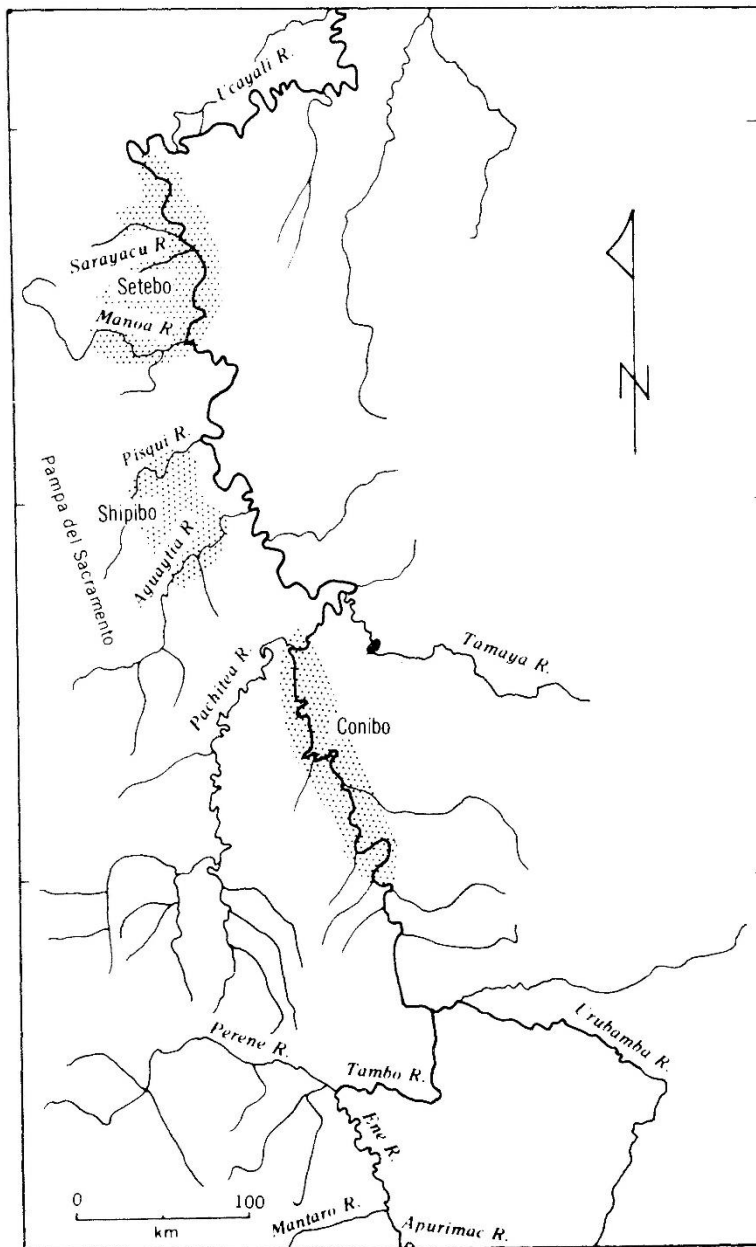 Ucayali R.
Sarayacu R.
Setebo
Manoa R.
Pisqui R.
Shipibo
Aguaytia R.
Pampa del Sacramento
Tamaya R.
Pachitea R.
Conibo
Urubamba R.
Perene R.
Tambo R.
Ene R.
0 100
km
Mantaro R.
Apurimac R.
N